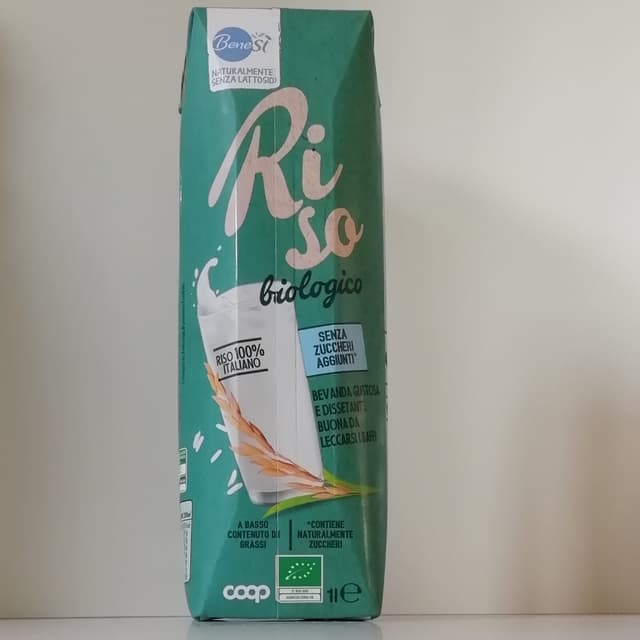 BeneSì
NATURALMENTE
SENZA LATTOSIO
Ri
so
biologico
RISO 100%
ITALIANO
SENZA
ZUCCHERI
AGGIUNTI*
BEVANDA GUSTOSA
E DISSETANTE
BUONA DA
LECCARSI I BAFFI
A BASSO
CONTENUTO DI
GRASSI
*CONTIENE
NATURALMENTE
ZUCCHERI
coop
1l e